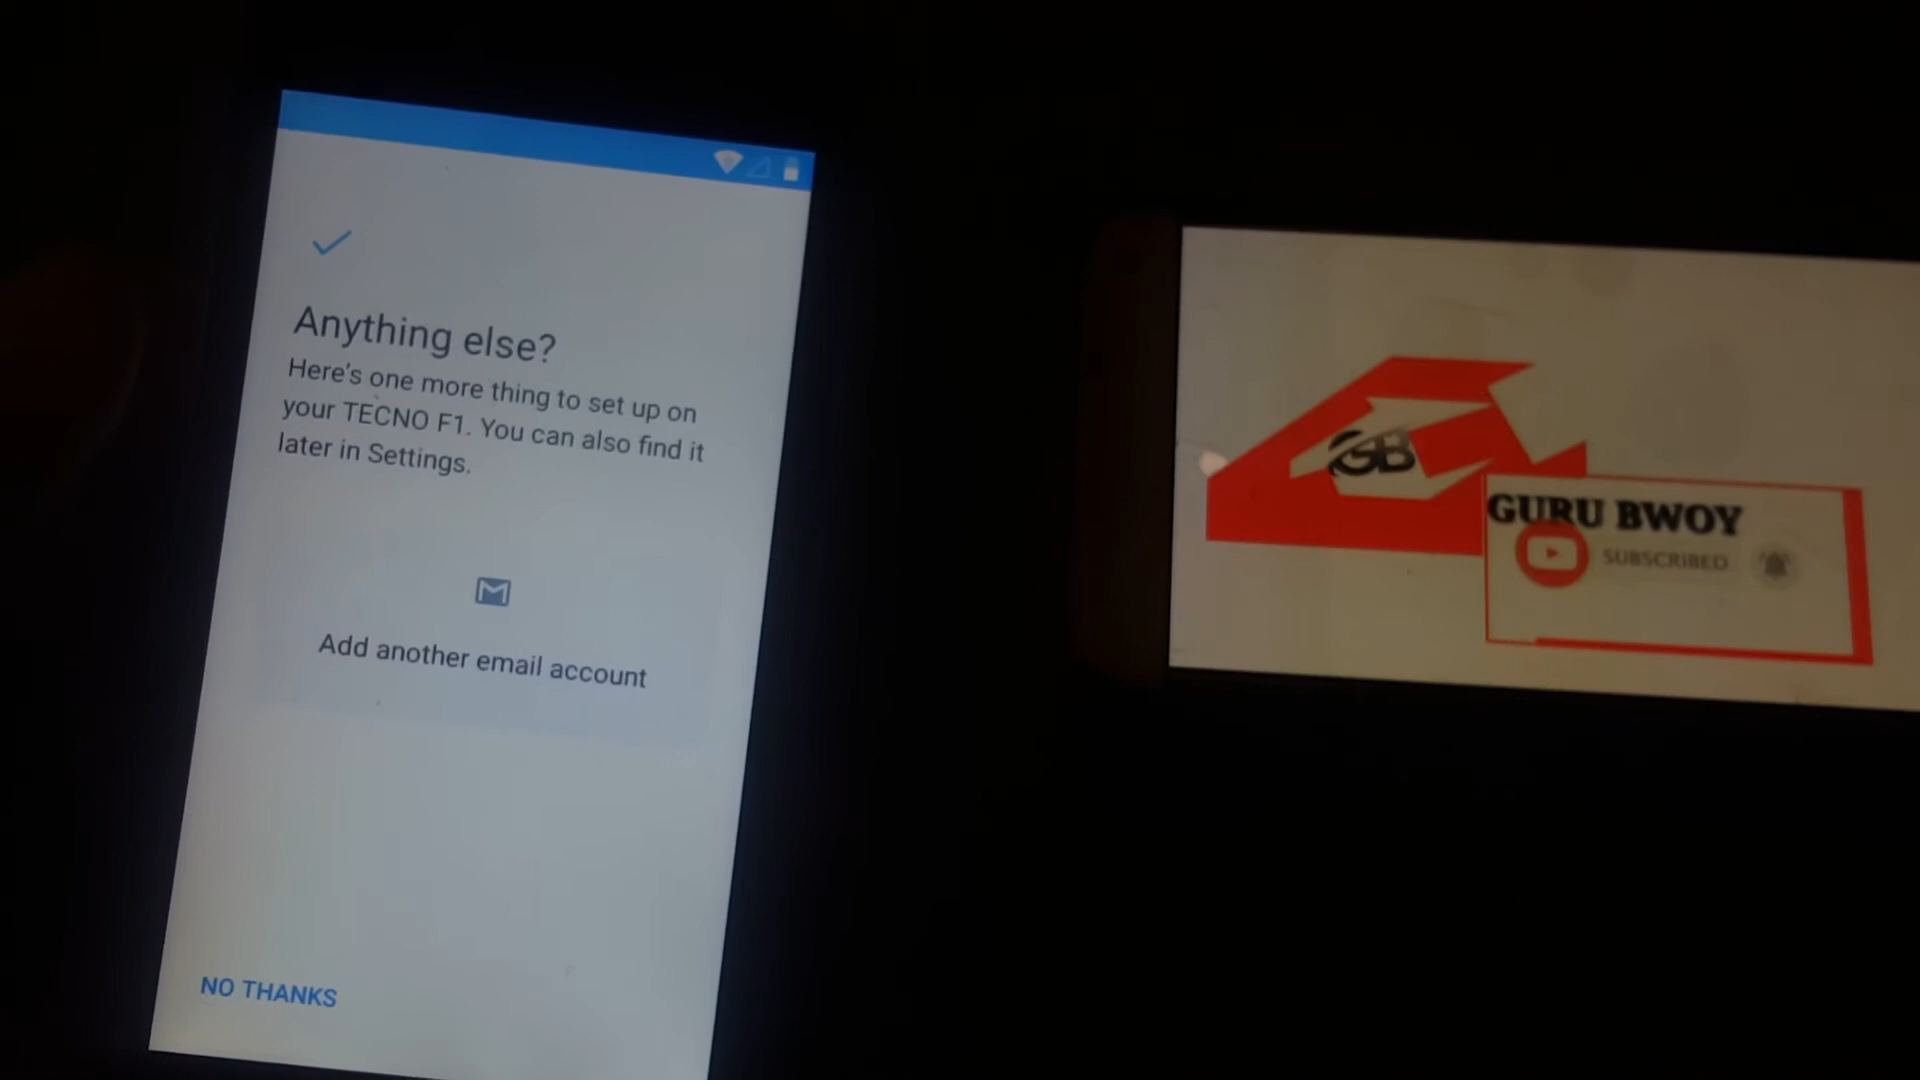 Anything else?
Here's one more thing to set up on
your TECNO F1. You can also find it
later in Settings.
Add another email account
NO THANKS
GB
GURU BWOY
SUBSCRIBED